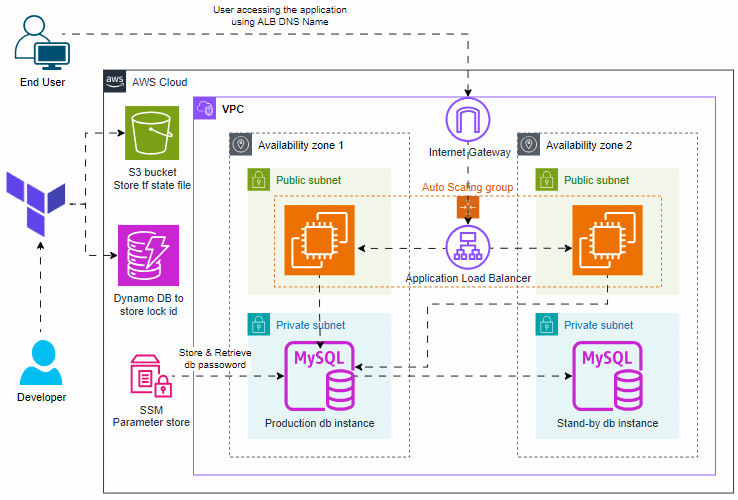 User accessing the application
using ALB DNS Name
End User
aws
AWS Cloud
VPC
S3 bucket
Store tf state file
Availability zone 1
Internet Gateway
Availability zone 2
Public subnet
Auto Scaling group
Public subnet
Application Load Balancer
Dynamo DB to
store lock id
Private subnet
Private subnet
Store & Retrieve
db passoword
MySQL
MySQL
Developer
SSM
Parameter store
Production db instance
Stand-by db instance